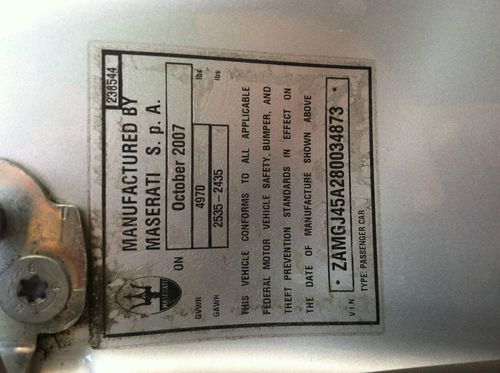 238544
MANUFACTURED BY
MASERATI S. p. A.
ON October 2007
GVWR 4970 lbs
GAWR 2535 - 2435 lbs
THIS VEHICLE CONFORMS TO ALL APPLICABLE
FEDERAL MOTOR VEHICLE SAFETY, BUMPER, AND
THEFT PREVENTION STANDARDS IN EFFECT ON
THE DATE OF MANUFACTURE SHOWN ABOVE
* ZAMGJ45A280034873 *
V I N TYPE: PASSENGER CAR
MASERATI